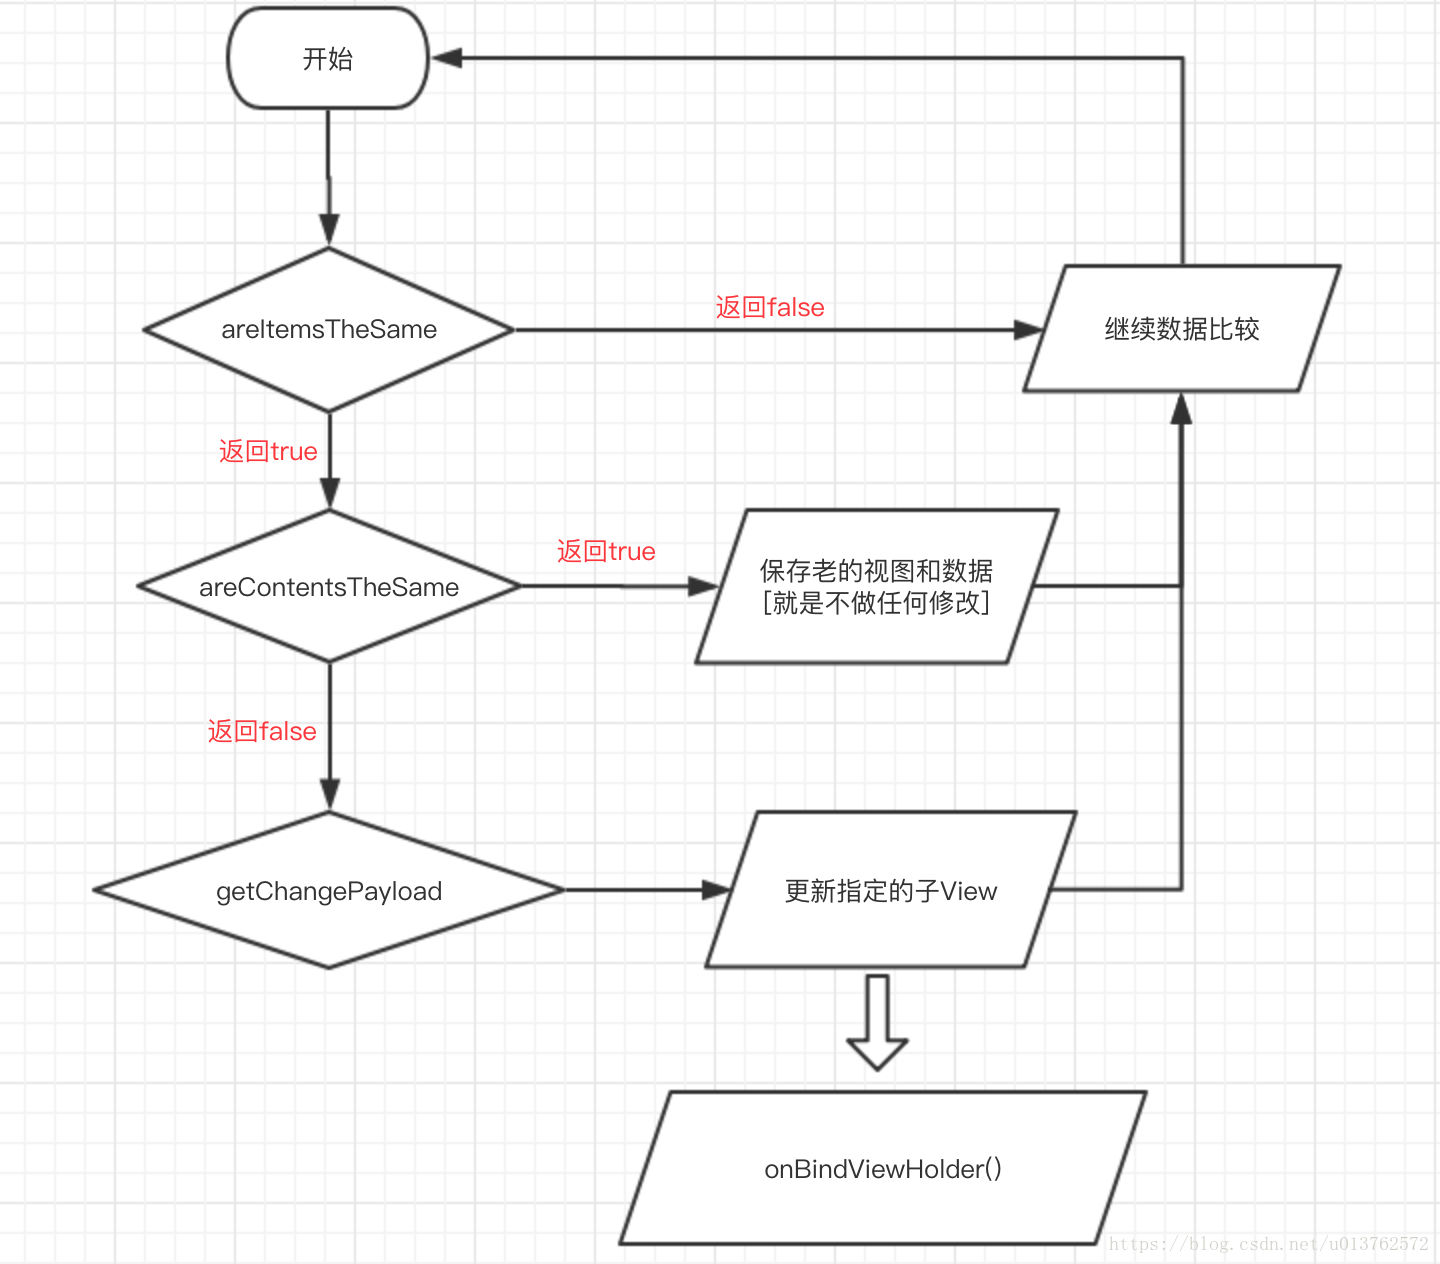 开始
areItemsTheSame
返回false
继续数据比较
返回true
areContentsTheSame
返回true
保存老的视图和数据
[就是不做任何修改]
返回false
getChangePayload
更新指定的子View
onBindViewHolder()
https://blog.csdn.net/u013762572